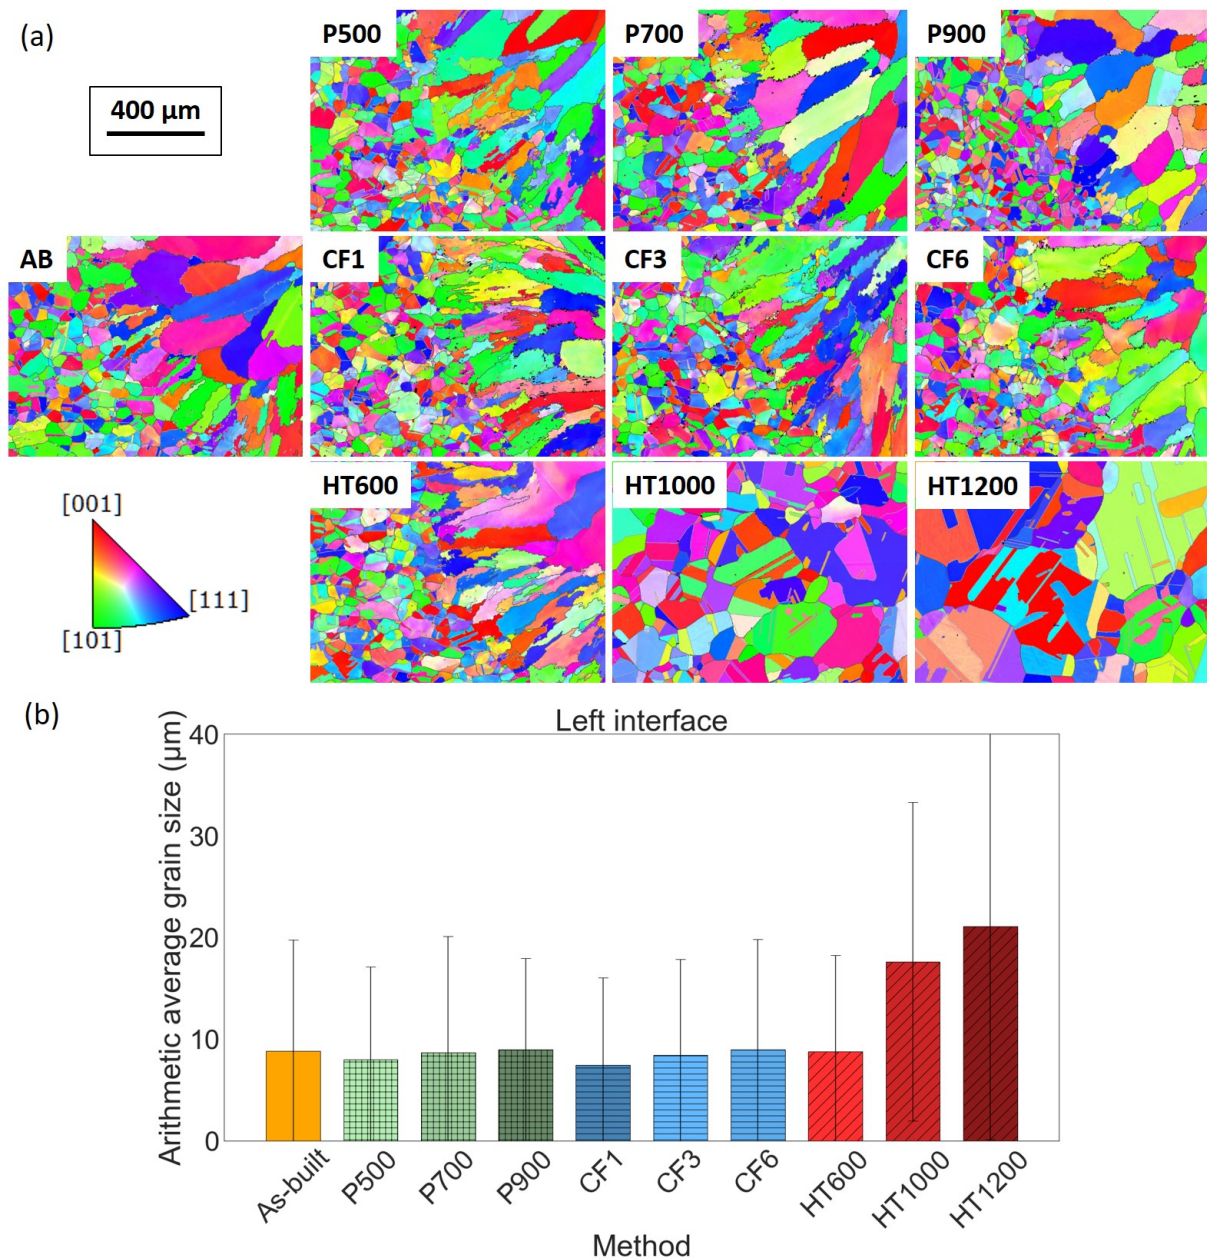 (a)
400 μm
P500
P700
P900
AB
CF1
CF3
CF6
HT600
HT1000
HT1200
[001]
[111]
[101]
(b)
Left interface
Arithmetic average grain size (μm)
40
30
20
10
0
As-built
P500
P700
P900
CF1
CF3
CF6
HT600
HT1000
HT1200
Method